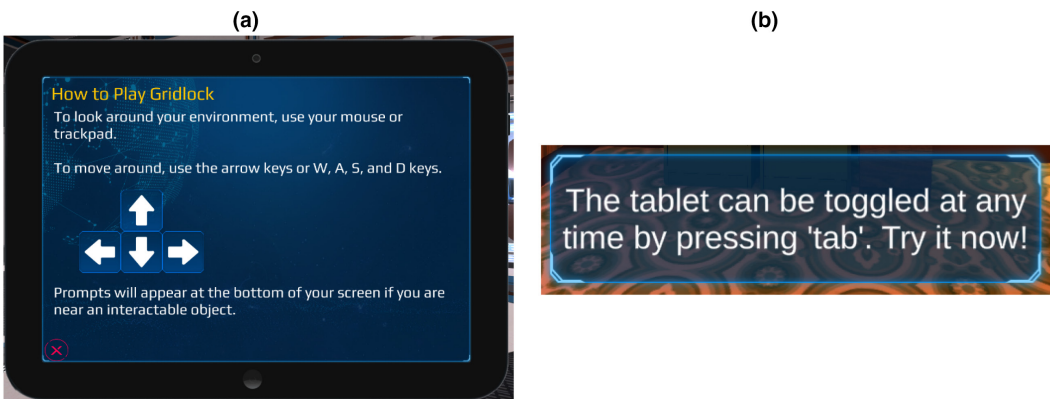 (a)
How to Play Gridlock
To look around your environment, use your mouse or
trackpad.
To move around, use the arrow keys or W, A, S, and D keys.
Prompts will appear at the bottom of your screen if you are
near an interactable object.
(b)
The tablet can be toggled at any
time by pressing 'tab'. Try it now!